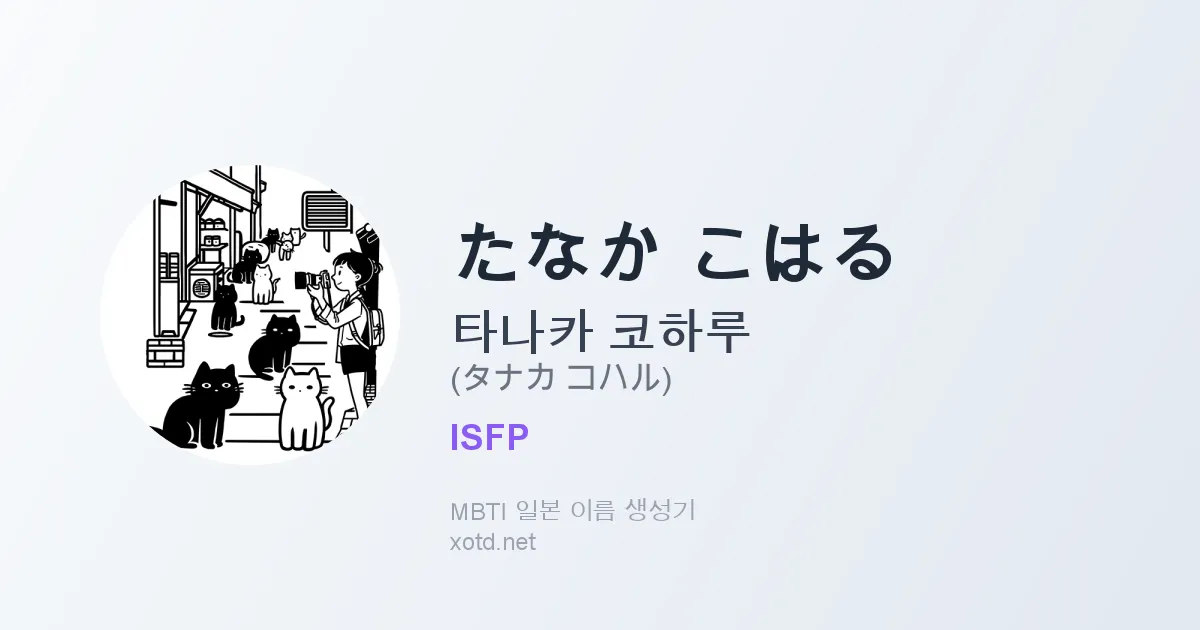 たなか こはる
타나카 코하루
(タナカ コハル)
ISFP
MBTI 일본 이름 생성기
xotd.net